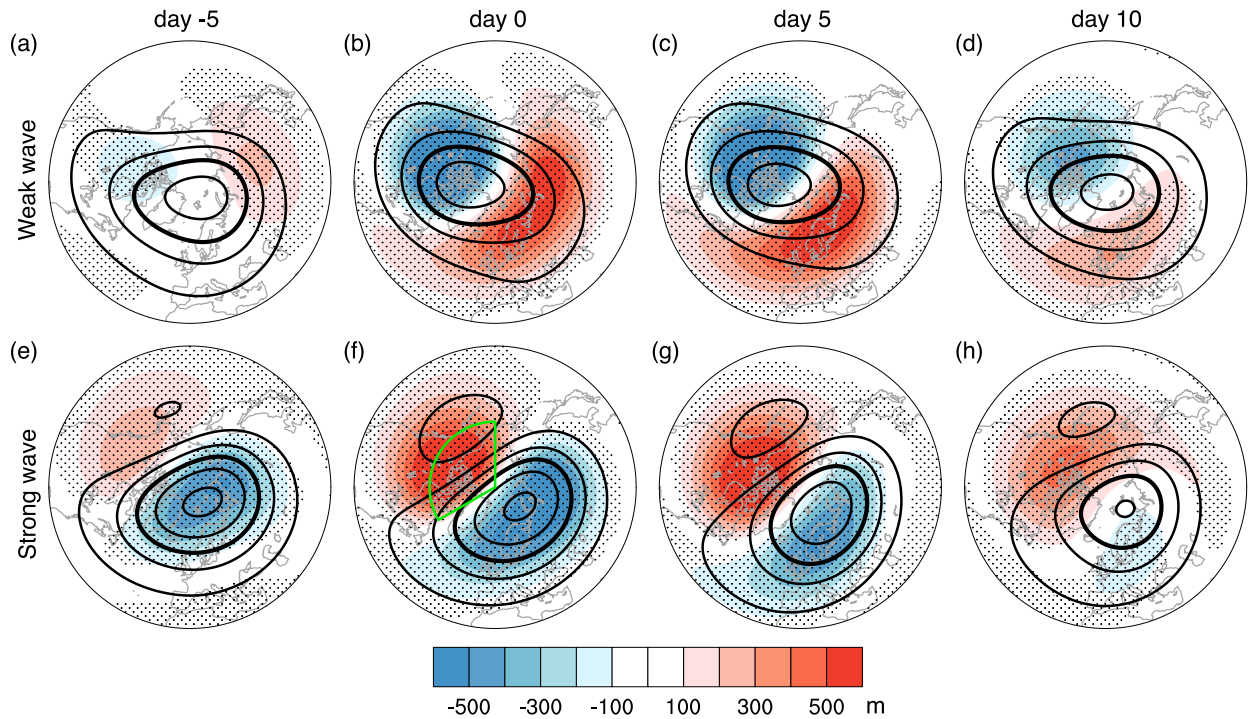 day -5 day 0 day 5 day 10
(a) (b) (c) (d)
Weak wave
(e) (f) (g) (h)
Strong wave
-500 -300 -100 100 300 500 m